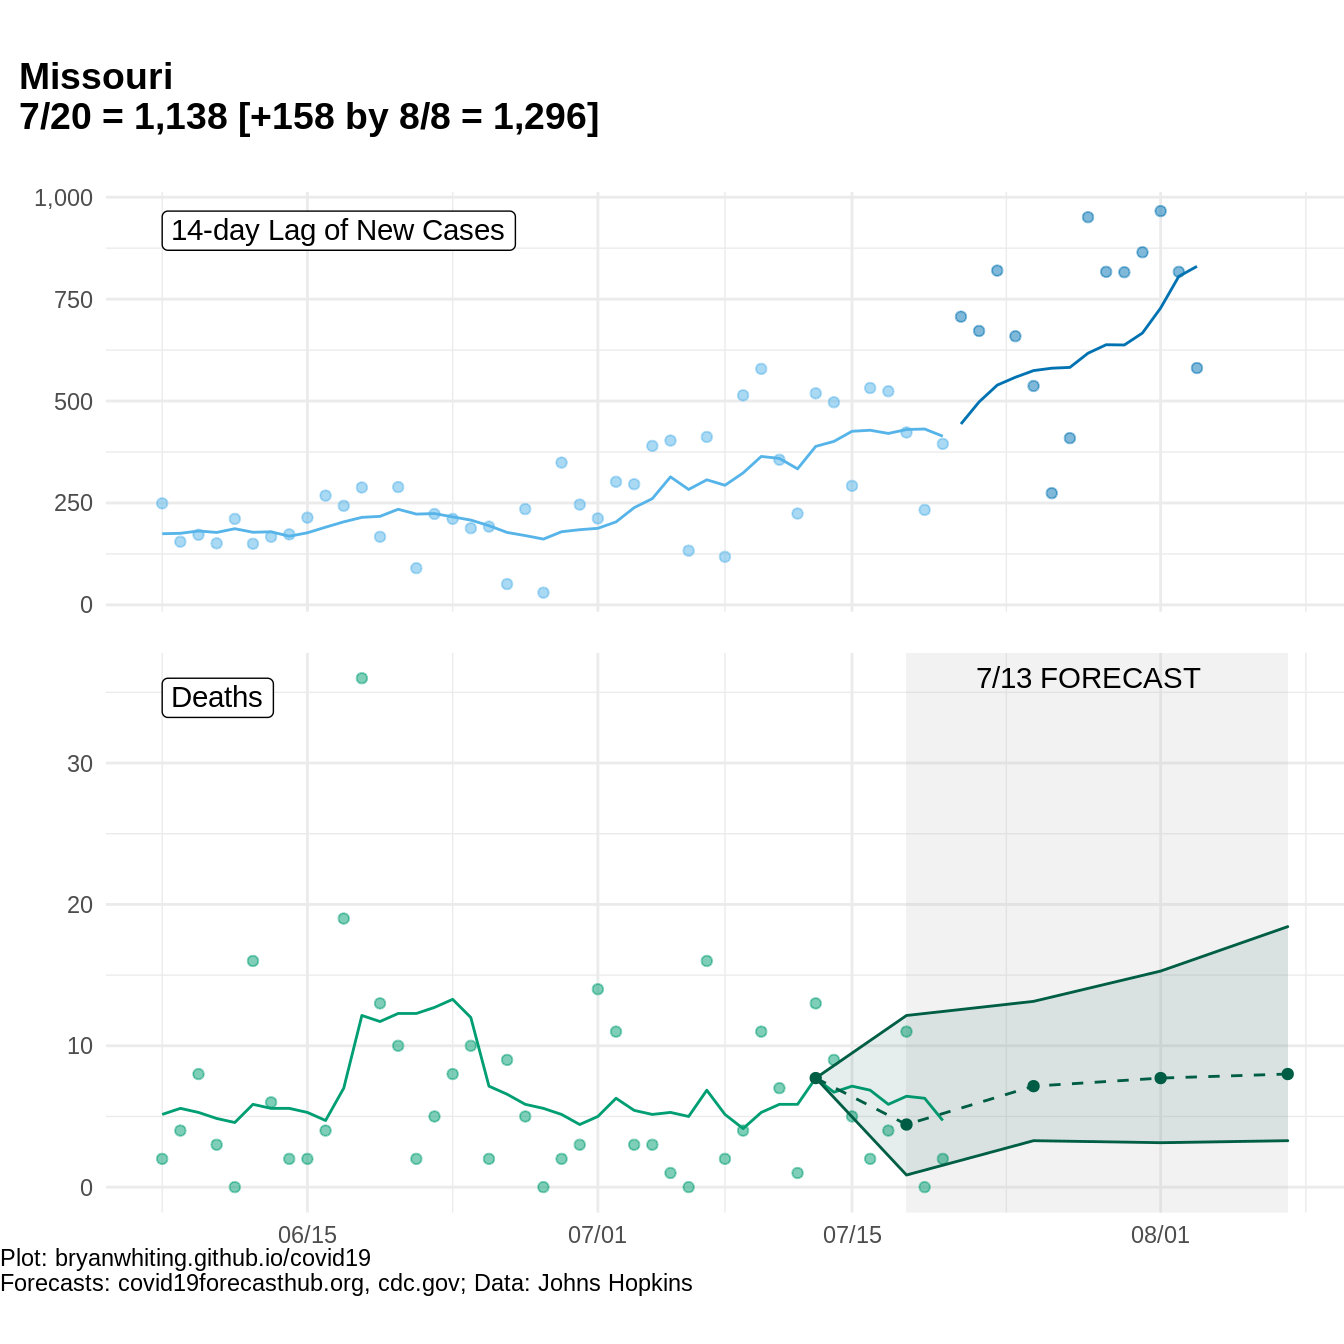 Missouri
7/20 = 1,138 [+158 by 8/8 = 1,296]
1,000
14-day Lag of New Cases
750
500
250
0
7/13 FORECAST
Deaths
30
20
10
0
06/15 07/01 07/15 08/01
Plot: bryanwhiting.github.io/covid19
Forecasts: covid19forecasthub.org, cdc.gov; Data: Johns Hopkins